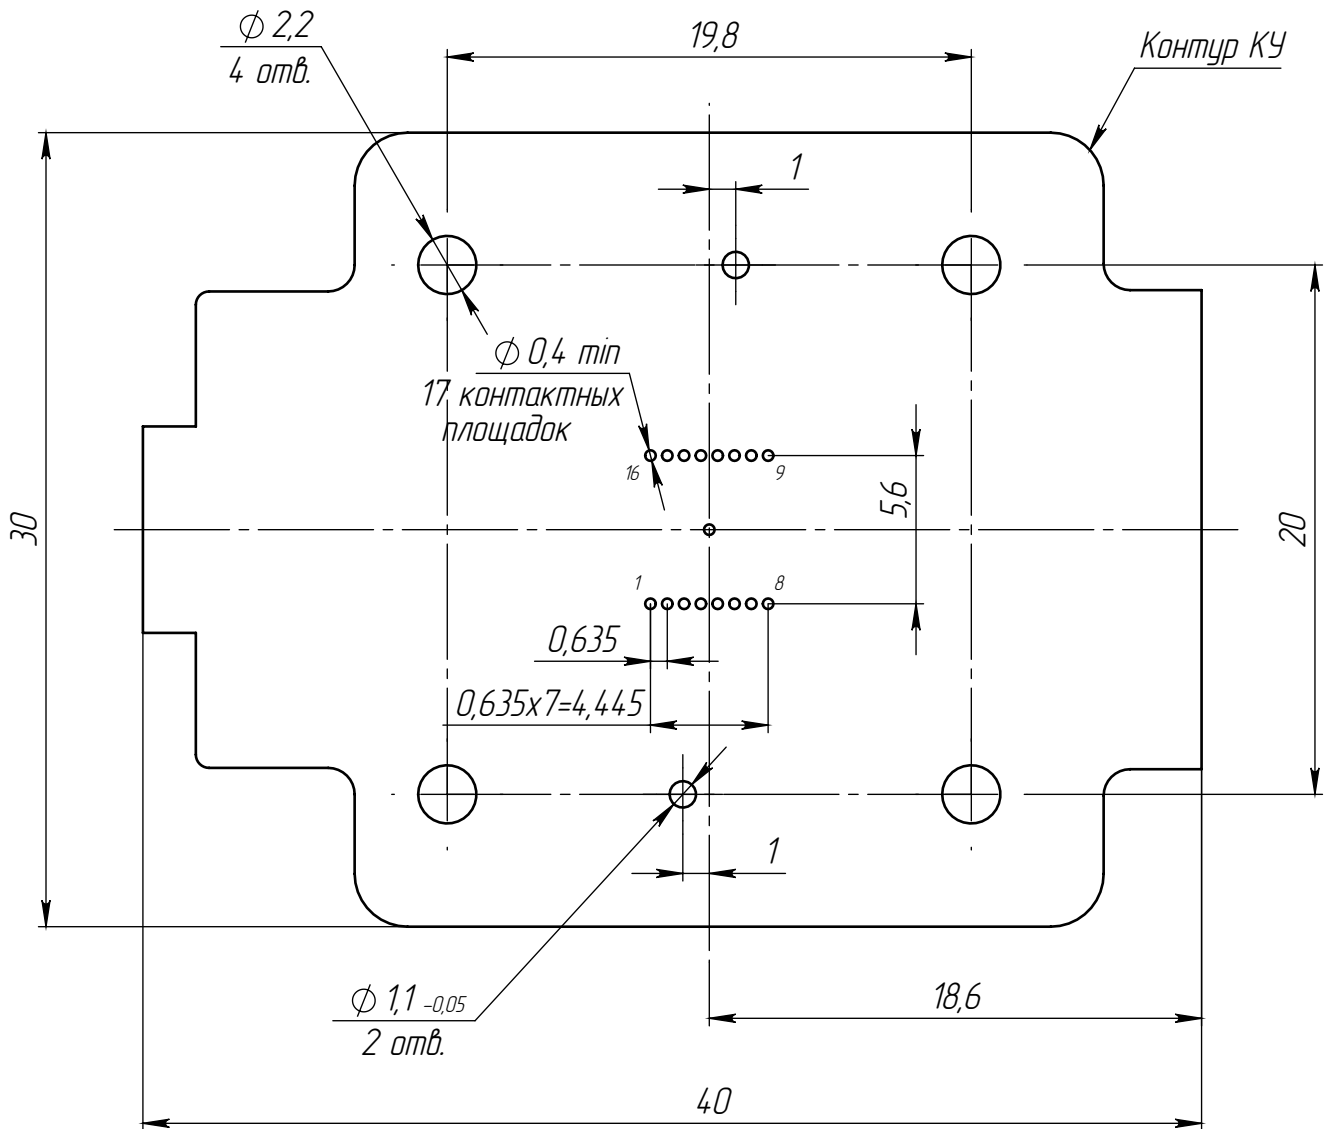 ⌀ 2,2
4 отв.
19,8
Контур КУ
1
⌀ 0,4 min
17 контактных
площадок
16
9
5,6
30
20
1
8
0,635
0,635х7=4,445
1
⌀ 1,1 -0,05
2 отв.
18,6
40